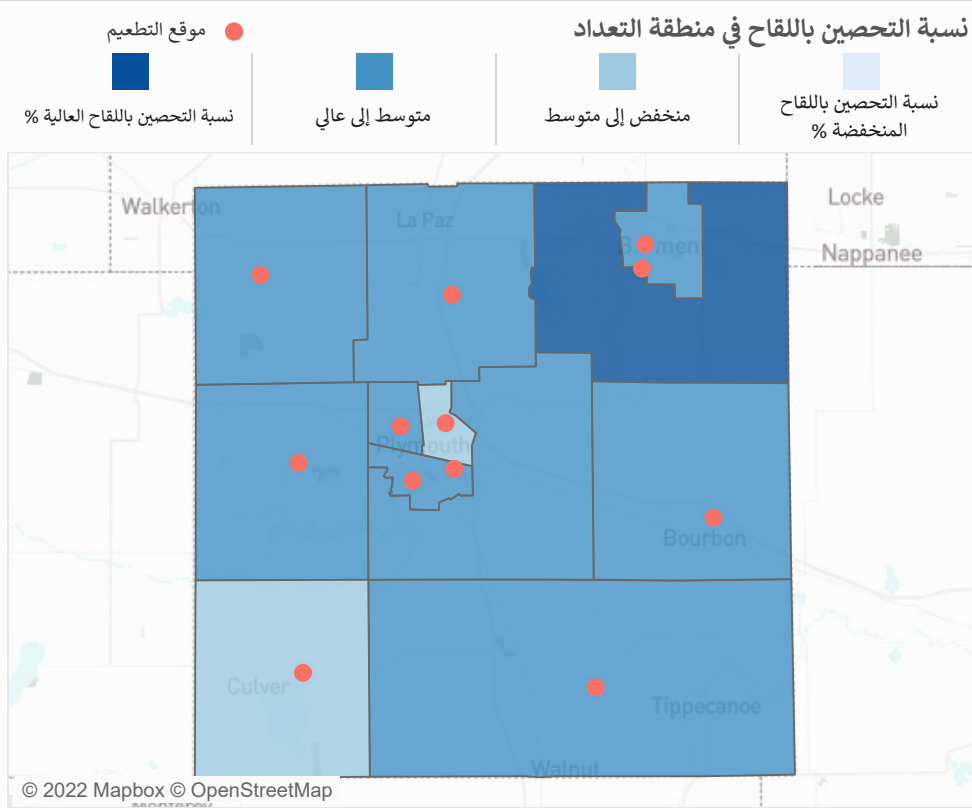 نسبة التحصين باللقاح في منطقة التعداد
موقع التطعيم
نسبة التحصين باللقاح
المنخفضة %
منخفض إلى متوسط
متوسط إلى عالي
نسبة التحصين باللقاح العالية %
Walkerton
La Paz
Locke
Nappanee
Plymouth
Bourbon
Culver
Tippecanoe
Walnut
© 2022 Mapbox © OpenStreetMap